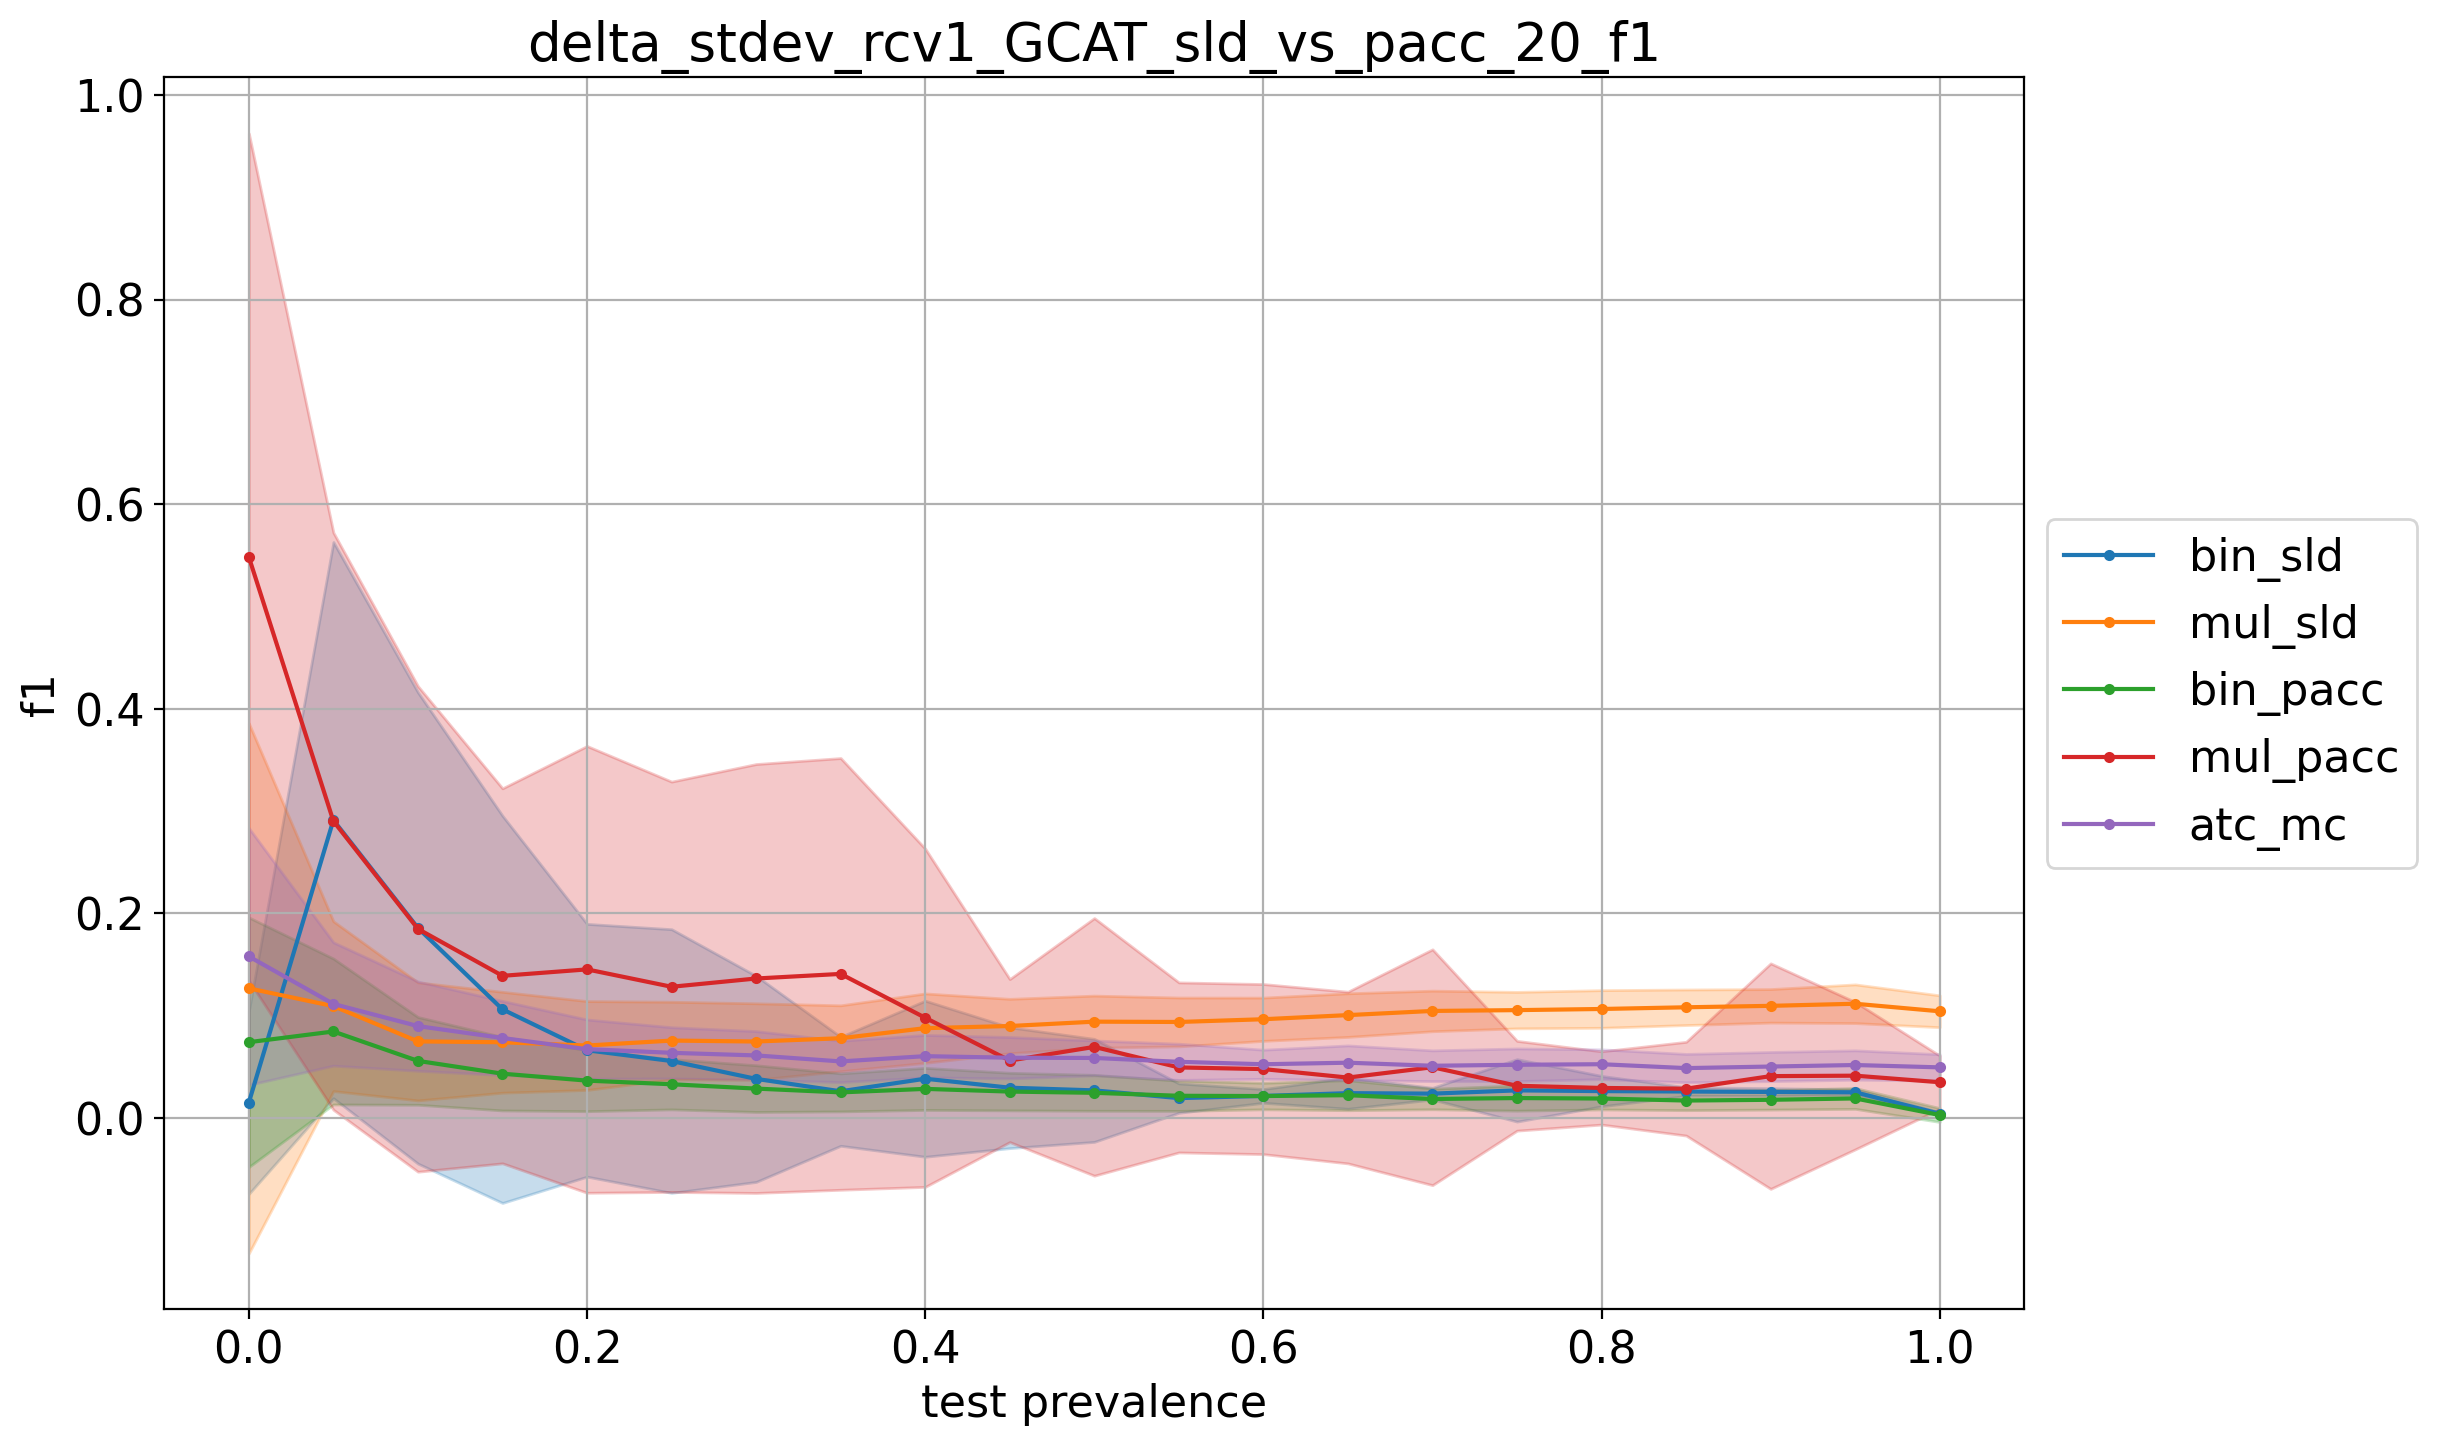 delta_stdev_rcv1_GCAT_sld_vs_pacc_20_f1
1.0
0.8
0.6
0.4
0.2
0.0
f1
0.0 0.2 0.4 0.6 0.8 1.0
test prevalence
bin_sld
mul_sld
bin_pacc
mul_pacc
atc_mc